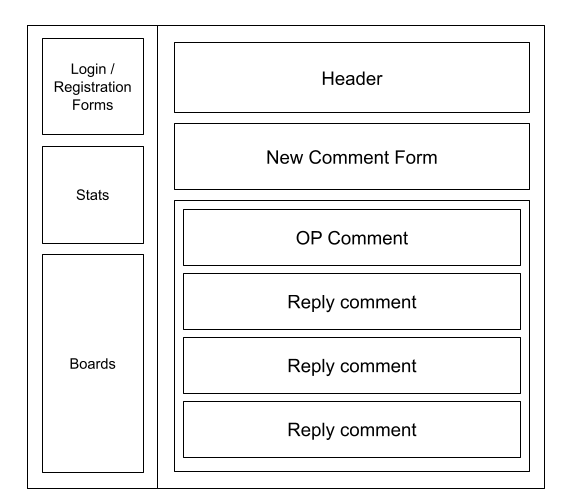 Login /
Registration
Forms
Stats
Boards
Header
New Comment Form
OP Comment
Reply comment
Reply comment
Reply comment